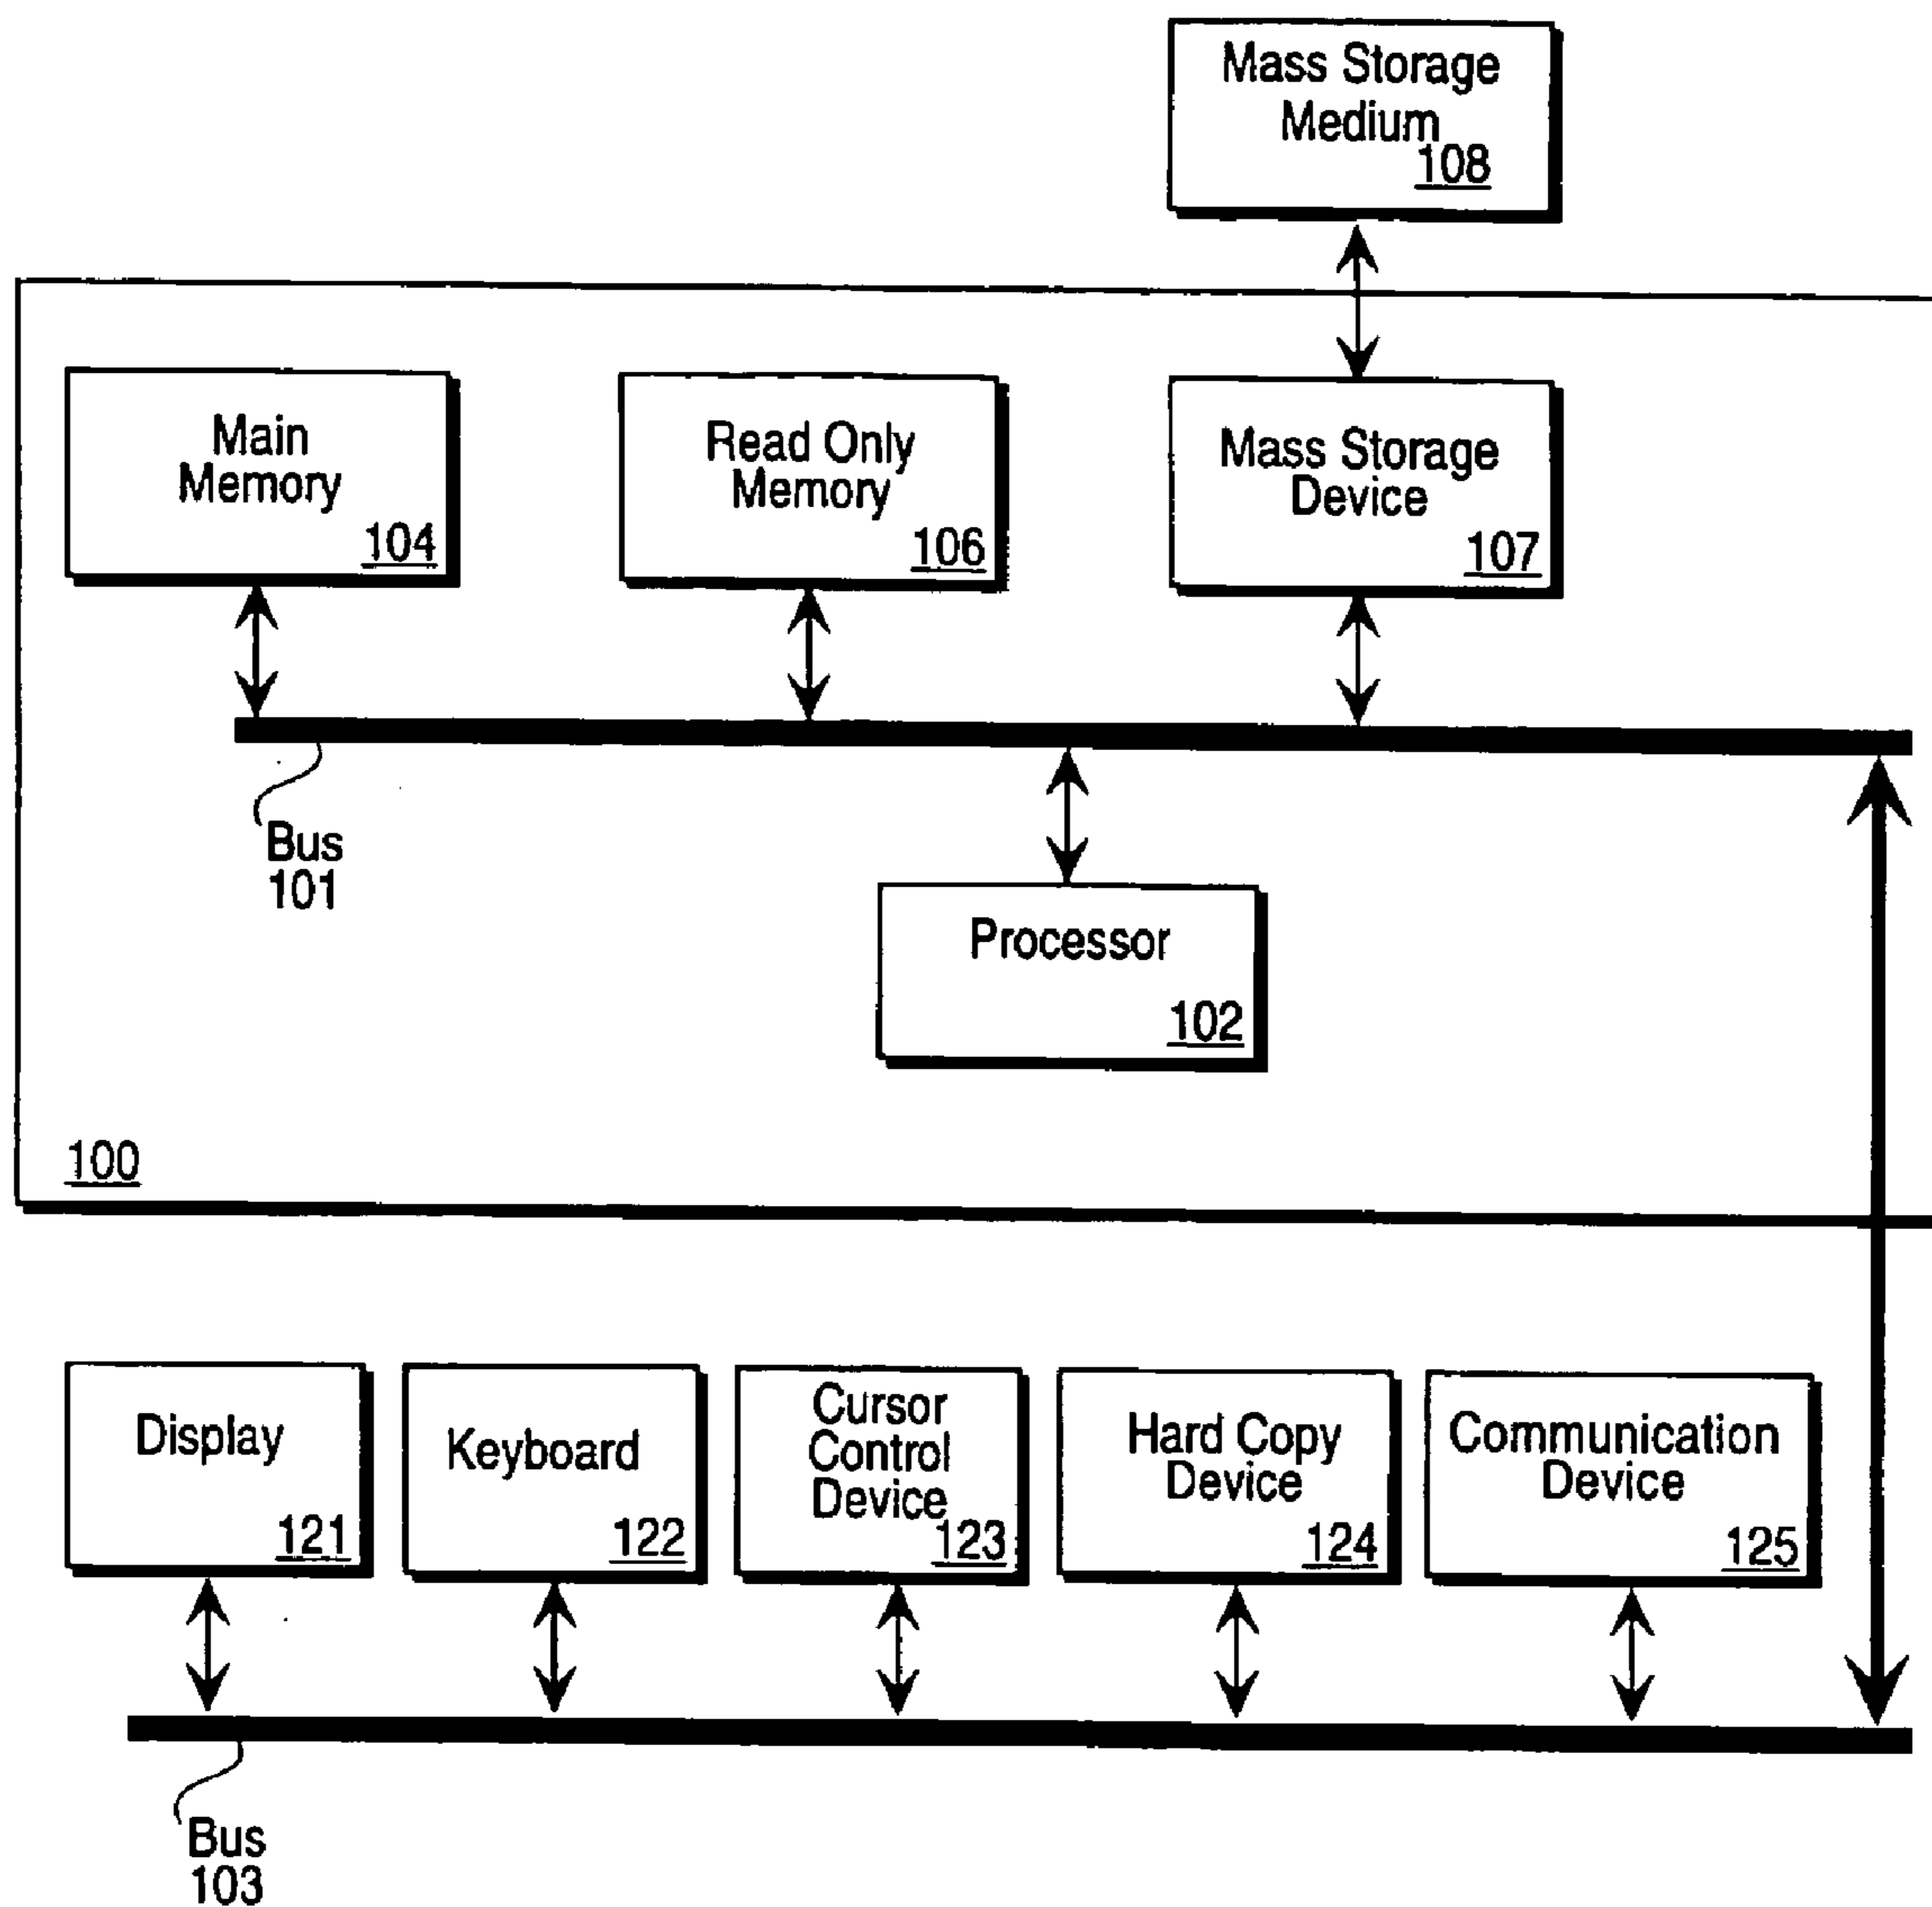 Mass Storage
Medium
108
Main
Memory
104
Read Only
Memory
106
Mass Storage
Device
107
Bus
101
Processor
102
100
Display
121
Keyboard
122
Cursor
Control
Device
123
Hard Copy
Device
124
Communication
Device
125
Bus
103